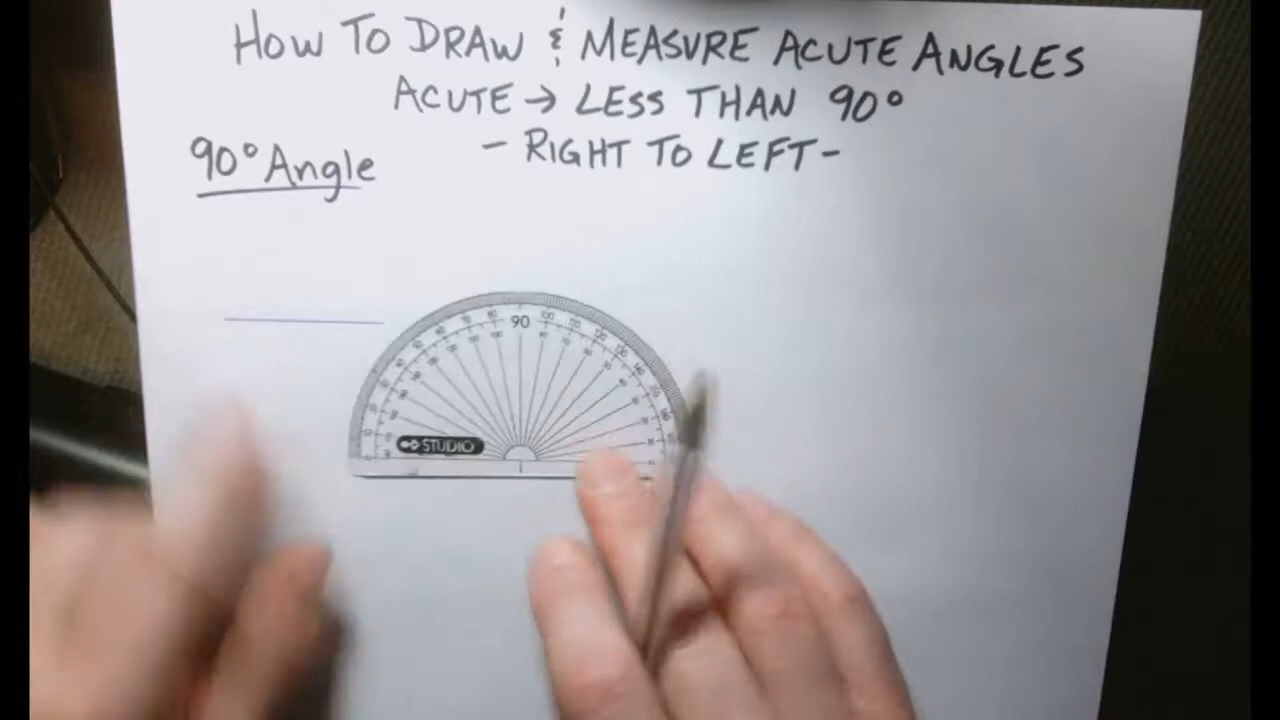 HOW TO DRAW & MEASURE ACUTE ANGLES
ACUTE → LESS THAN 90°
- RIGHT TO LEFT -
90° Angle
90
STUDIO